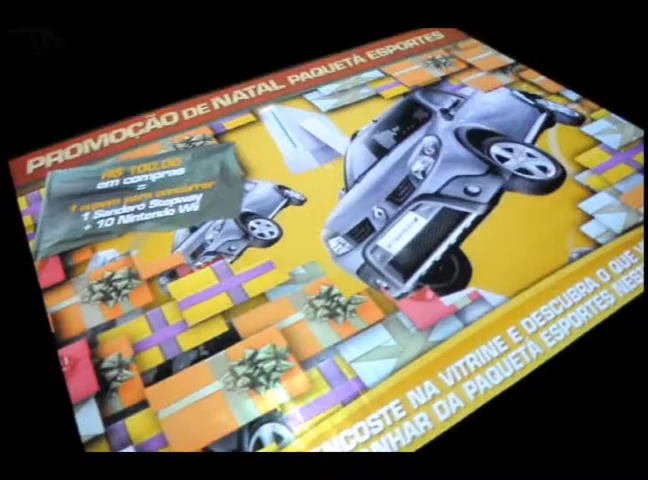 PROMOÇÃO DE NATAL PAQUETÁ ESPORTES
R$ 100,00
em compras
=
1 cupom para concorrer
1 Sandero Stepway
+ 10 Nintendo Wii
ENCOSTE NA VITRINE E DESCUBRA O QUE
GANHAR DA PAQUETÁ ESPORTES